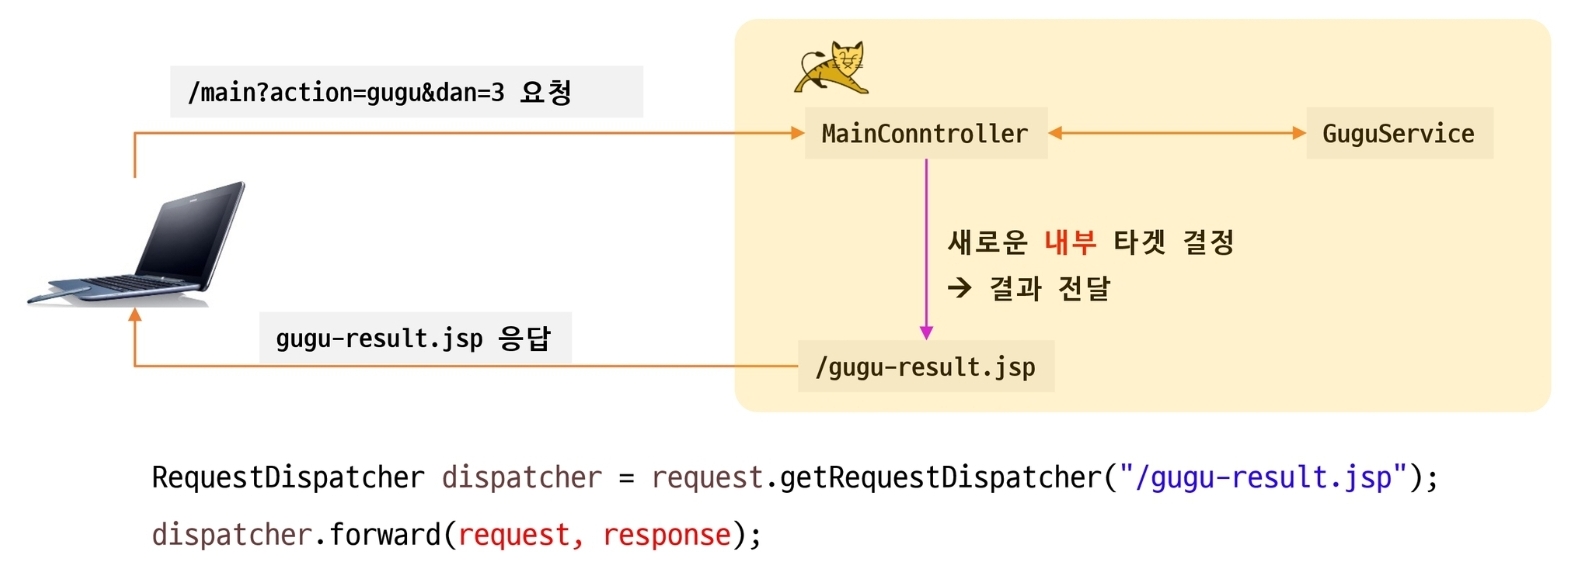 /main?action=gugu&dan=3 요청
MainConntroller
GuguService
새로운 내부 타겟 결정
→ 결과 전달
gugu-result.jsp 응답
/gugu-result.jsp
RequestDispatcher dispatcher = request.getRequestDispatcher("/gugu-result.jsp");
dispatcher.forward(request, response);